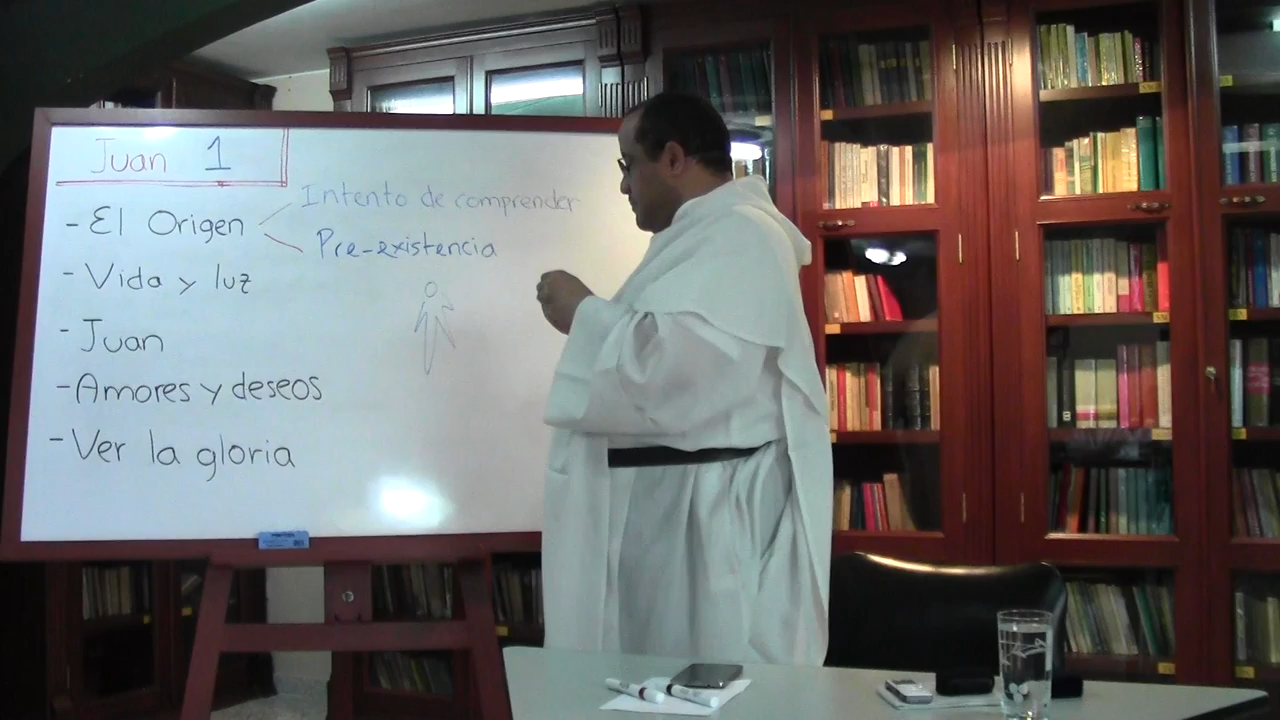 Juan 1
- El Origen
Intento de comprender
Pre-existencia
- Vida y luz
- Juan
- Amores y deseos
- Ver la gloria